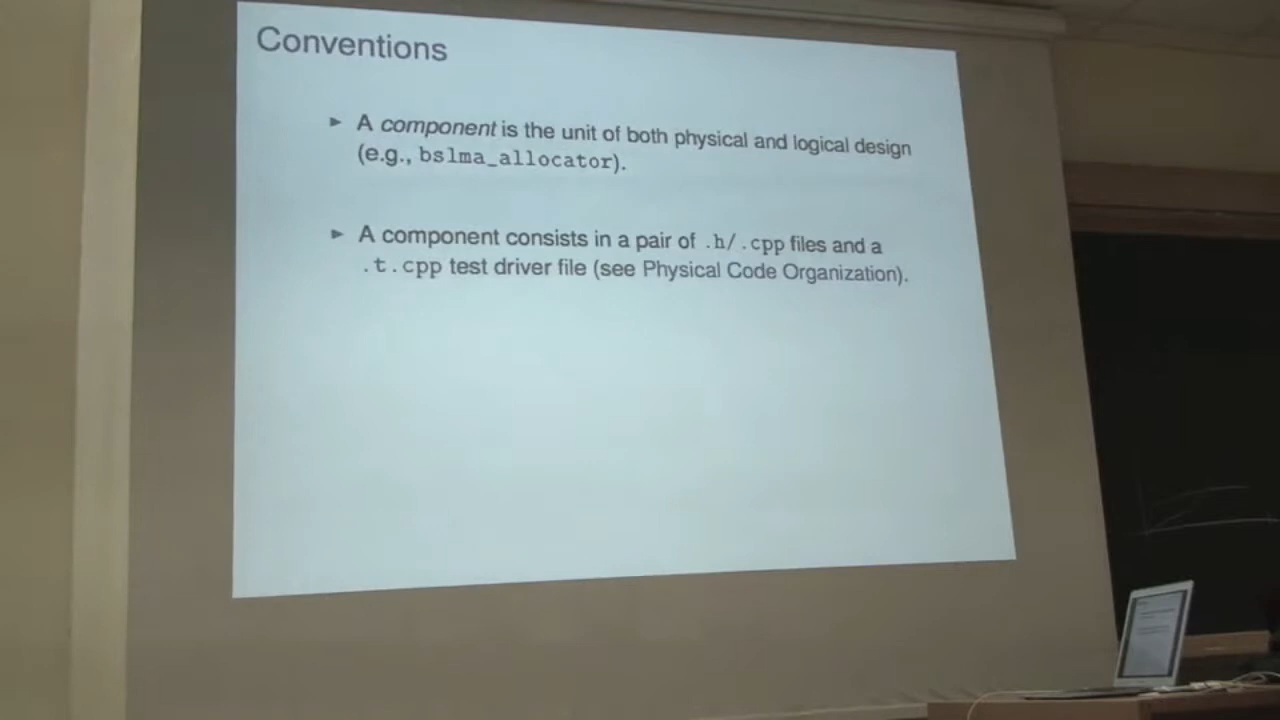 Conventions
► A component is the unit of both physical and logical design
(e.g., bslma_allocator).
► A component consists in a pair of .h/.cpp files and a
.t.cpp test driver file (see Physical Code Organization).